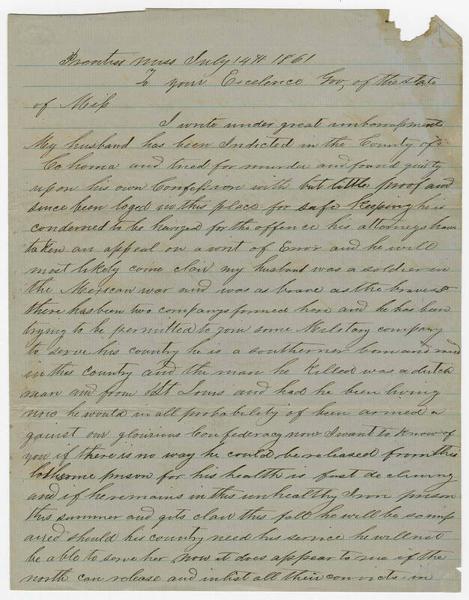 Prontiss Miss July 14th 1861
To your Excelence Gov, of the state
of Miss
I write under great embarrassment
My husband has been Indicted in the County of
Cohoma and tried for murder and found guilty
upon his own Confession with but little proof and
since been loged in this place for safe Keeping he is
condemned to be hanged for the offence his attorneys have
taken an appeal on a writ of Error and he will
most likely come clear my husband was a soldier in
the Mexican war and was as brave as the bravest
there has been two companys formed here and he has been
trying to be permitted to join some Miletary company
to serve his country he is a southerner born and
in this country and the man he Killed was a dutch
man and from St Louis and had he been living
now he would in all probability of been armed a
gainst our glourious Confederacy now I want to know of
you if there is no way he could be released from this
lothsome prison for his health is fast declining
and if he remains in this unhealthy Iron prison
this summer and gets clear this fall he will be so imp
aired should his country need his service he will not
be able to serve her now it does appear to me if the
north can release and inlist all their convicts in